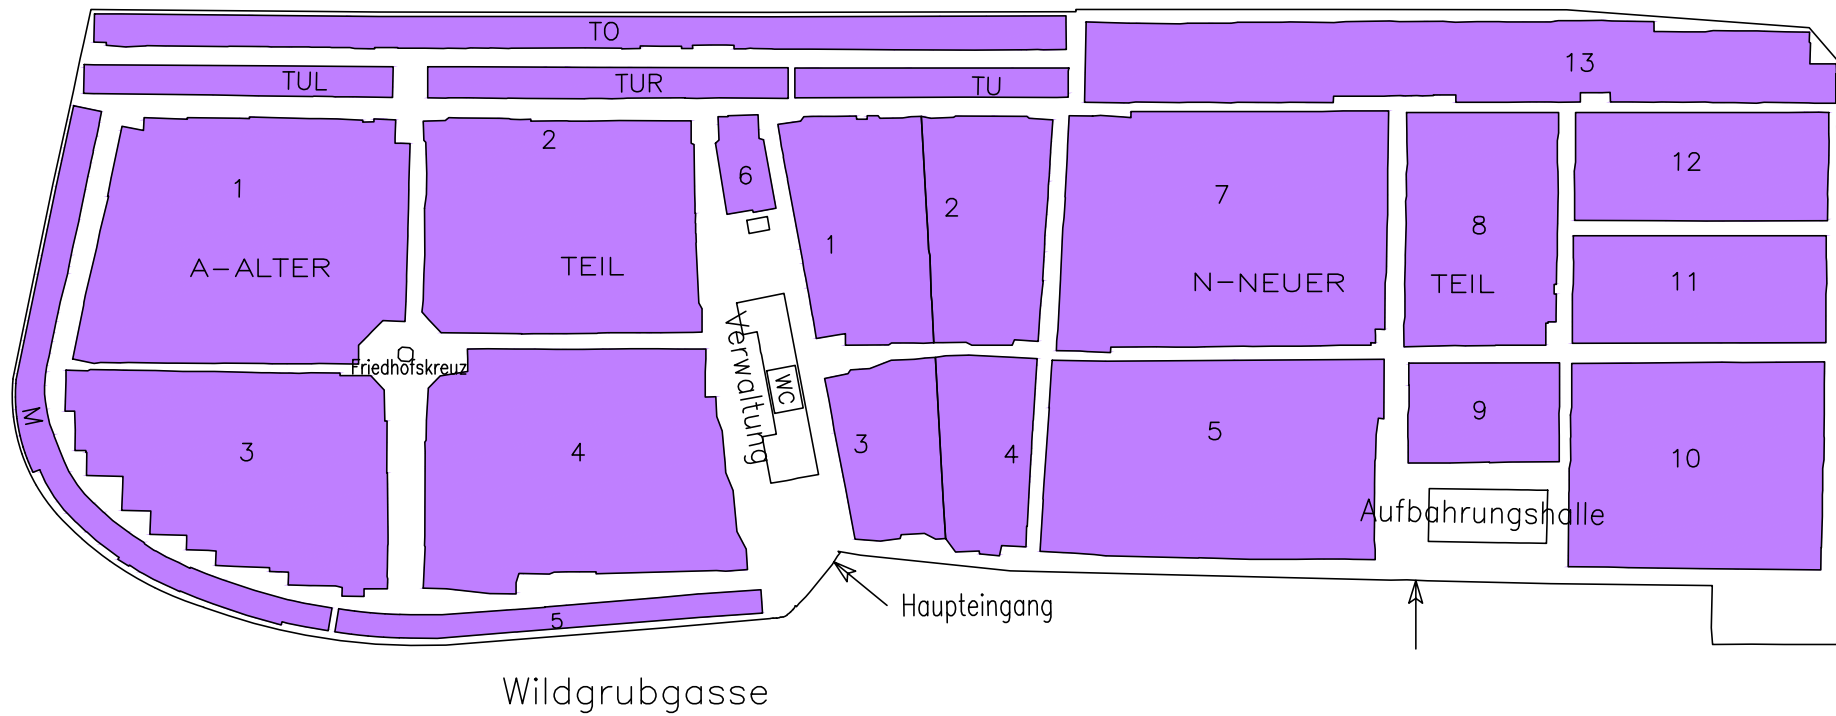 TO
13
TUL
TUR
TU
1
2
6
1
2
7
8
12
A-ALTER
TEIL
N-NEUER
TEIL
11
Verwaltung
WC
Friedhofskreuz
M
3
4
3
4
5
9
10
Aufbahrungshalle
5
Haupteingang
Wildgrubgasse